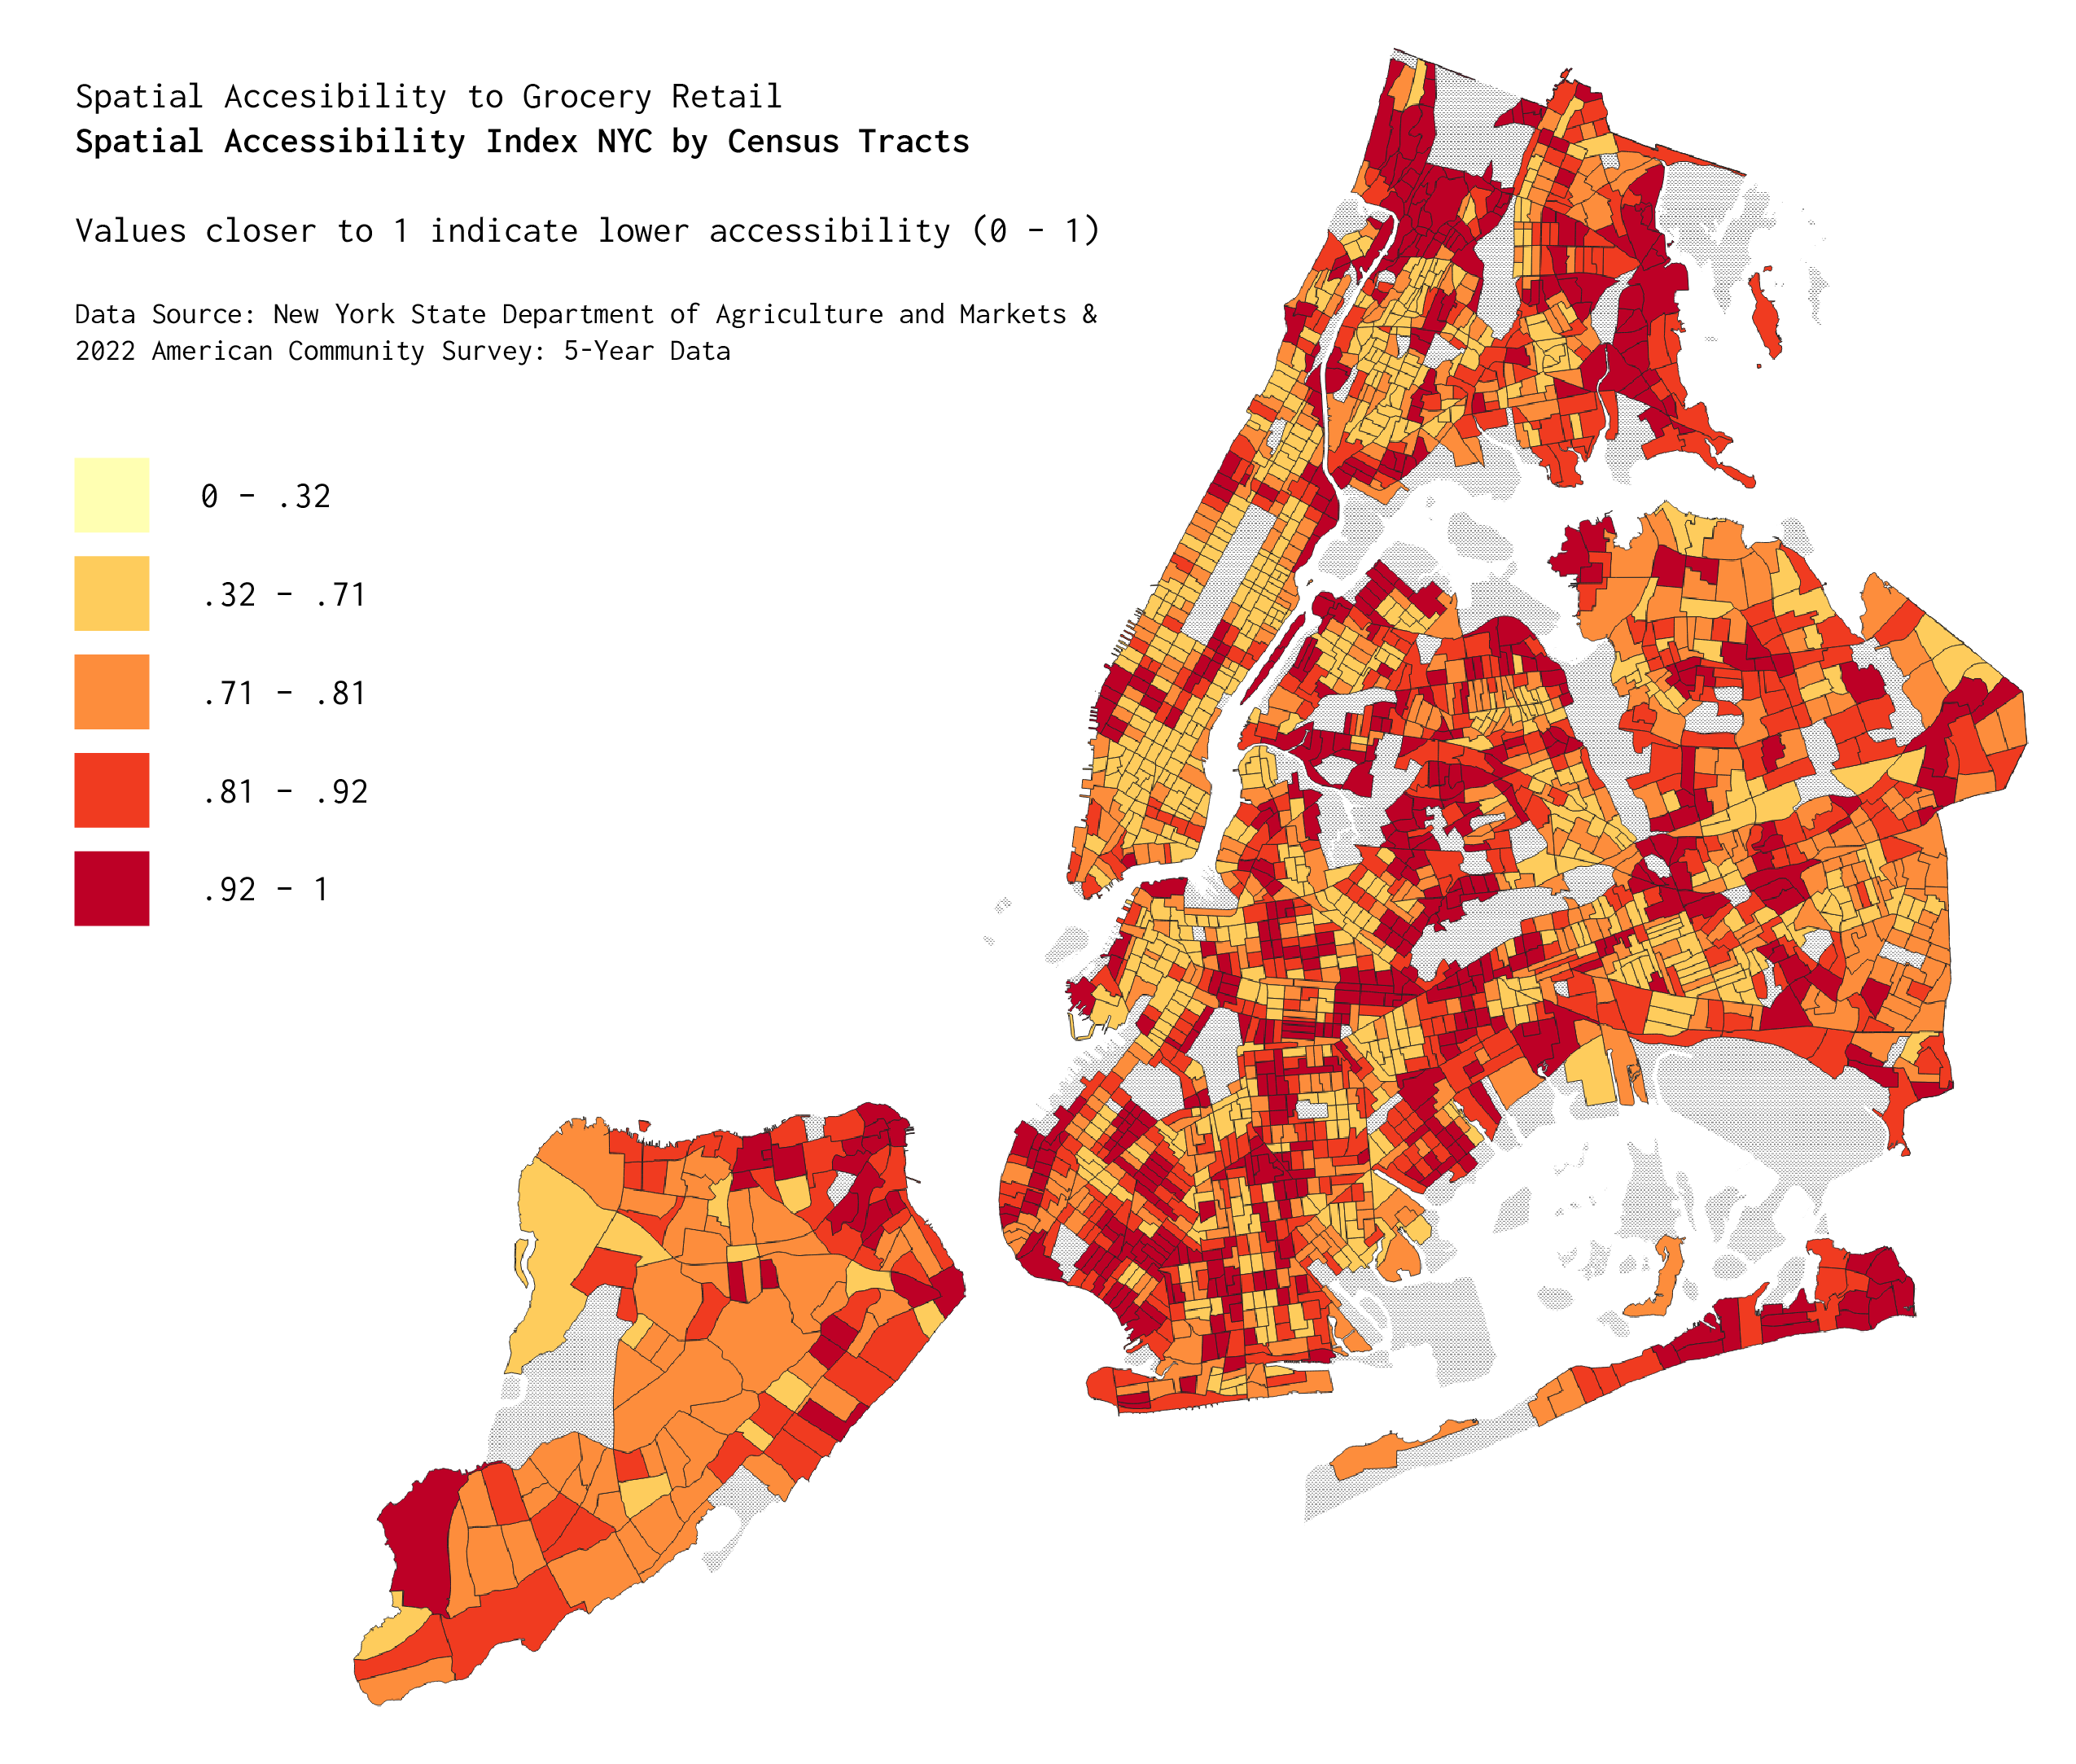 Spatial Accesibility to Grocery Retail
Spatial Accessibility Index NYC by Census Tracts
Values closer to 1 indicate lower accessibility (0 - 1)
Data Source: New York State Department of Agriculture and Markets &
2022 American Community Survey: 5-Year Data
0 - .32
.32 - .71
.71 - .81
.81 - .92
.92 - 1